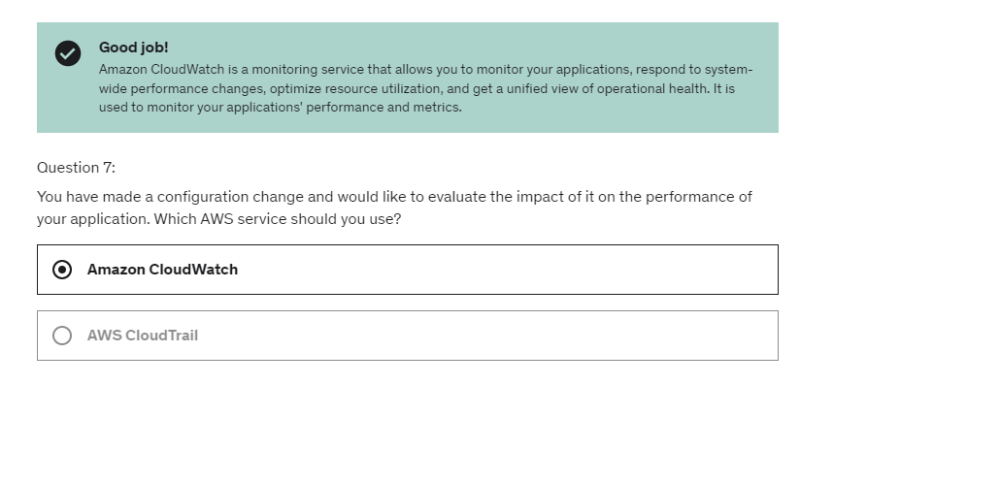 Good job!
Amazon CloudWatch is a monitoring service that allows you to monitor your applications, respond to system-
wide performance changes, optimize resource utilization, and get a unified view of operational health. It is
used to monitor your applications’ performance and metrics.
Question 7:
You have made a configuration change and would like to evaluate the impact of it on the performance of
your application. Which AWS service should you use?
Amazon CloudWatch
AWS CloudTrail